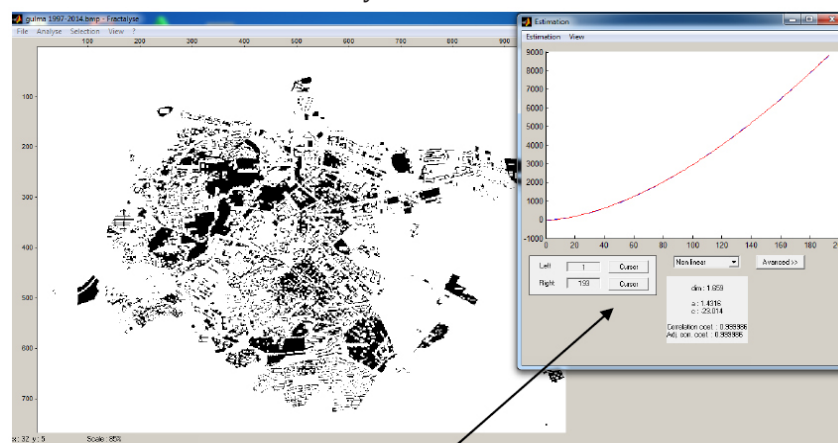 guilma 1997-2014.bmp - Fractalyse
File Analyse Selection View ?
100 200 300 400 500 600 700 800 900
100
200
300
400
500
600
700
x: 32 y: 5 Scale: 85%
Estimation
Estimation View
9000
8000
7000
6000
5000
4000
3000
2000
1000
0
-1000
0 20 40 60 80 100 120 140 160 180
Left 1 Cursor
Right 193 Cursor
Non linear
Avanced >>
dim : 1.659
a : 1.4316
c : -23.014
Correlation coef. : 0.999986
Adj. corr. coef. : 0.999986